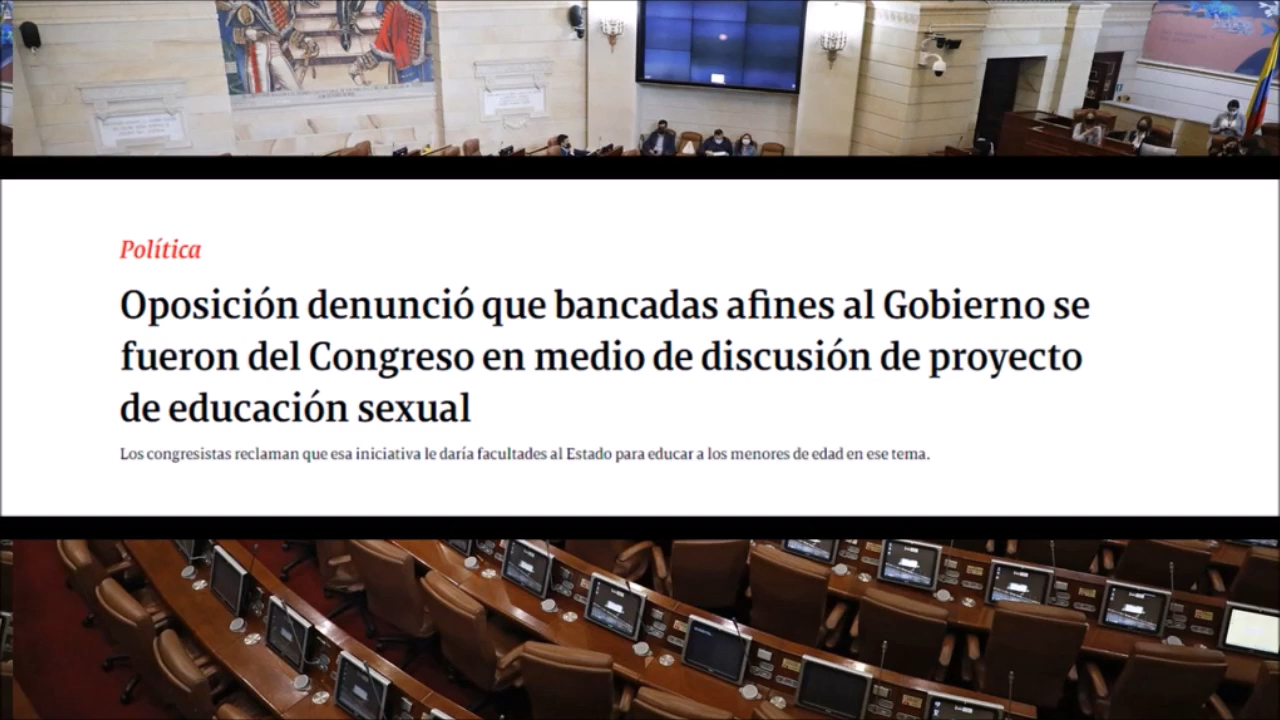 Política
Oposición denunció que bancadas afines al Gobierno se
fueron del Congreso en medio de discusión de proyecto
de educación sexual
Los congresistas reclaman que esa iniciativa le daría facultades al Estado para educar a los menores de edad en ese tema.